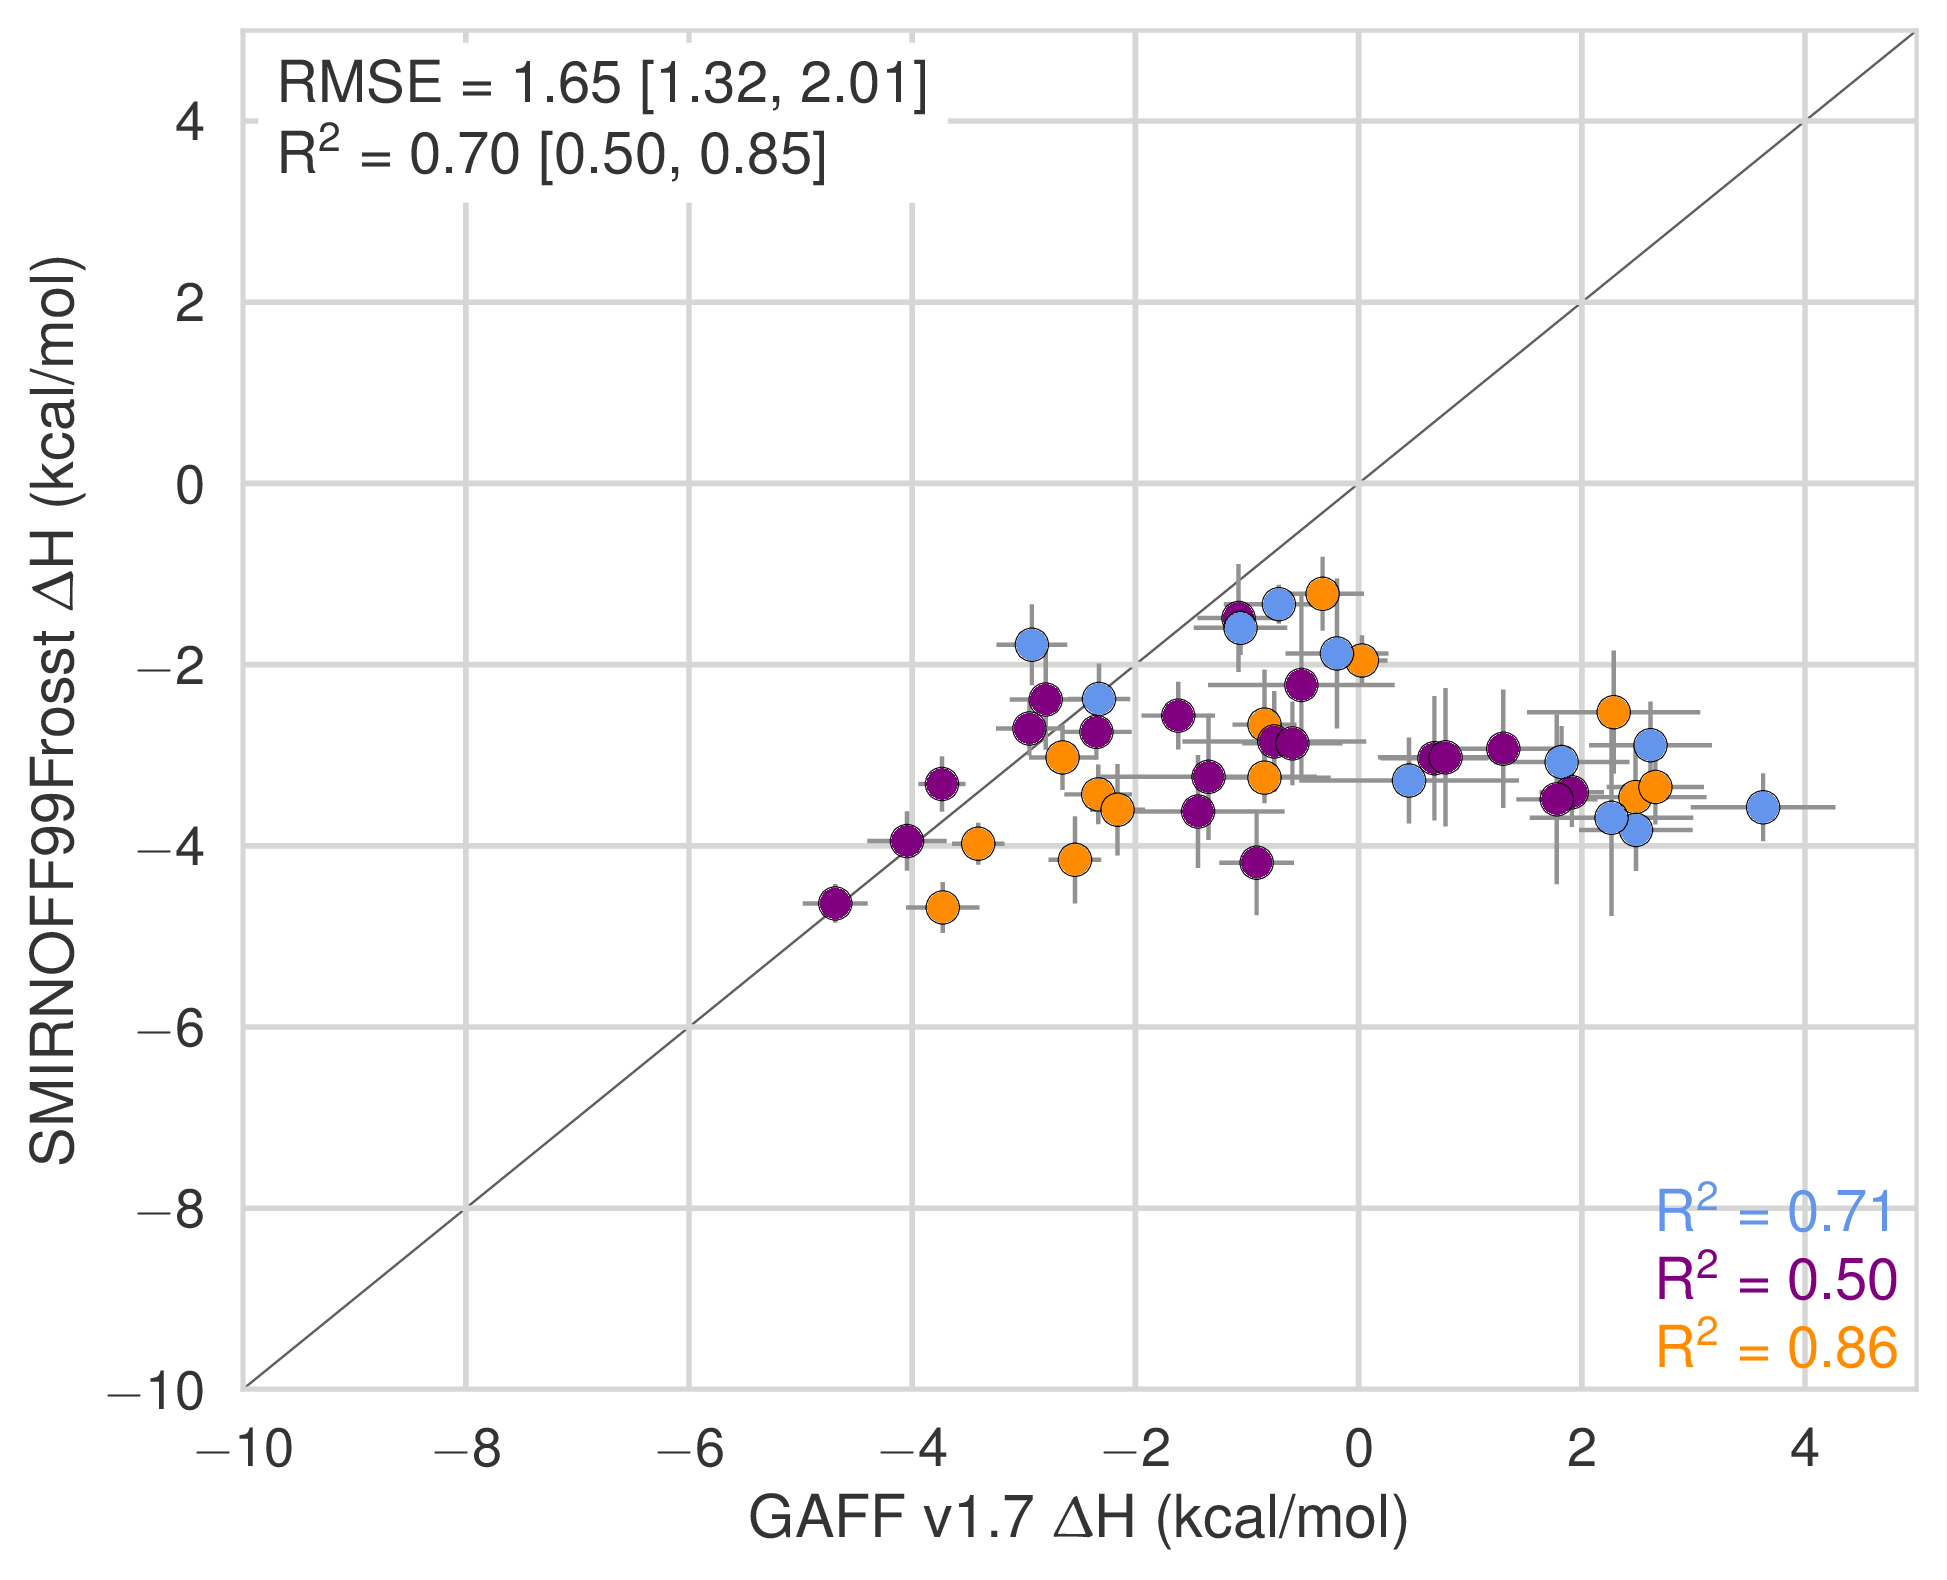 RMSE = 1.65 [1.32, 2.01]
R² = 0.70 [0.50, 0.85]
SMIRNOFF99Frosst ΔH (kcal/mol)
4
2
0
−2
−4
−6
−8
−10
R² = 0.71
R² = 0.50
R² = 0.86
−10 −8 −6 −4 −2 0 2 4
GAFF v1.7 ΔH (kcal/mol)